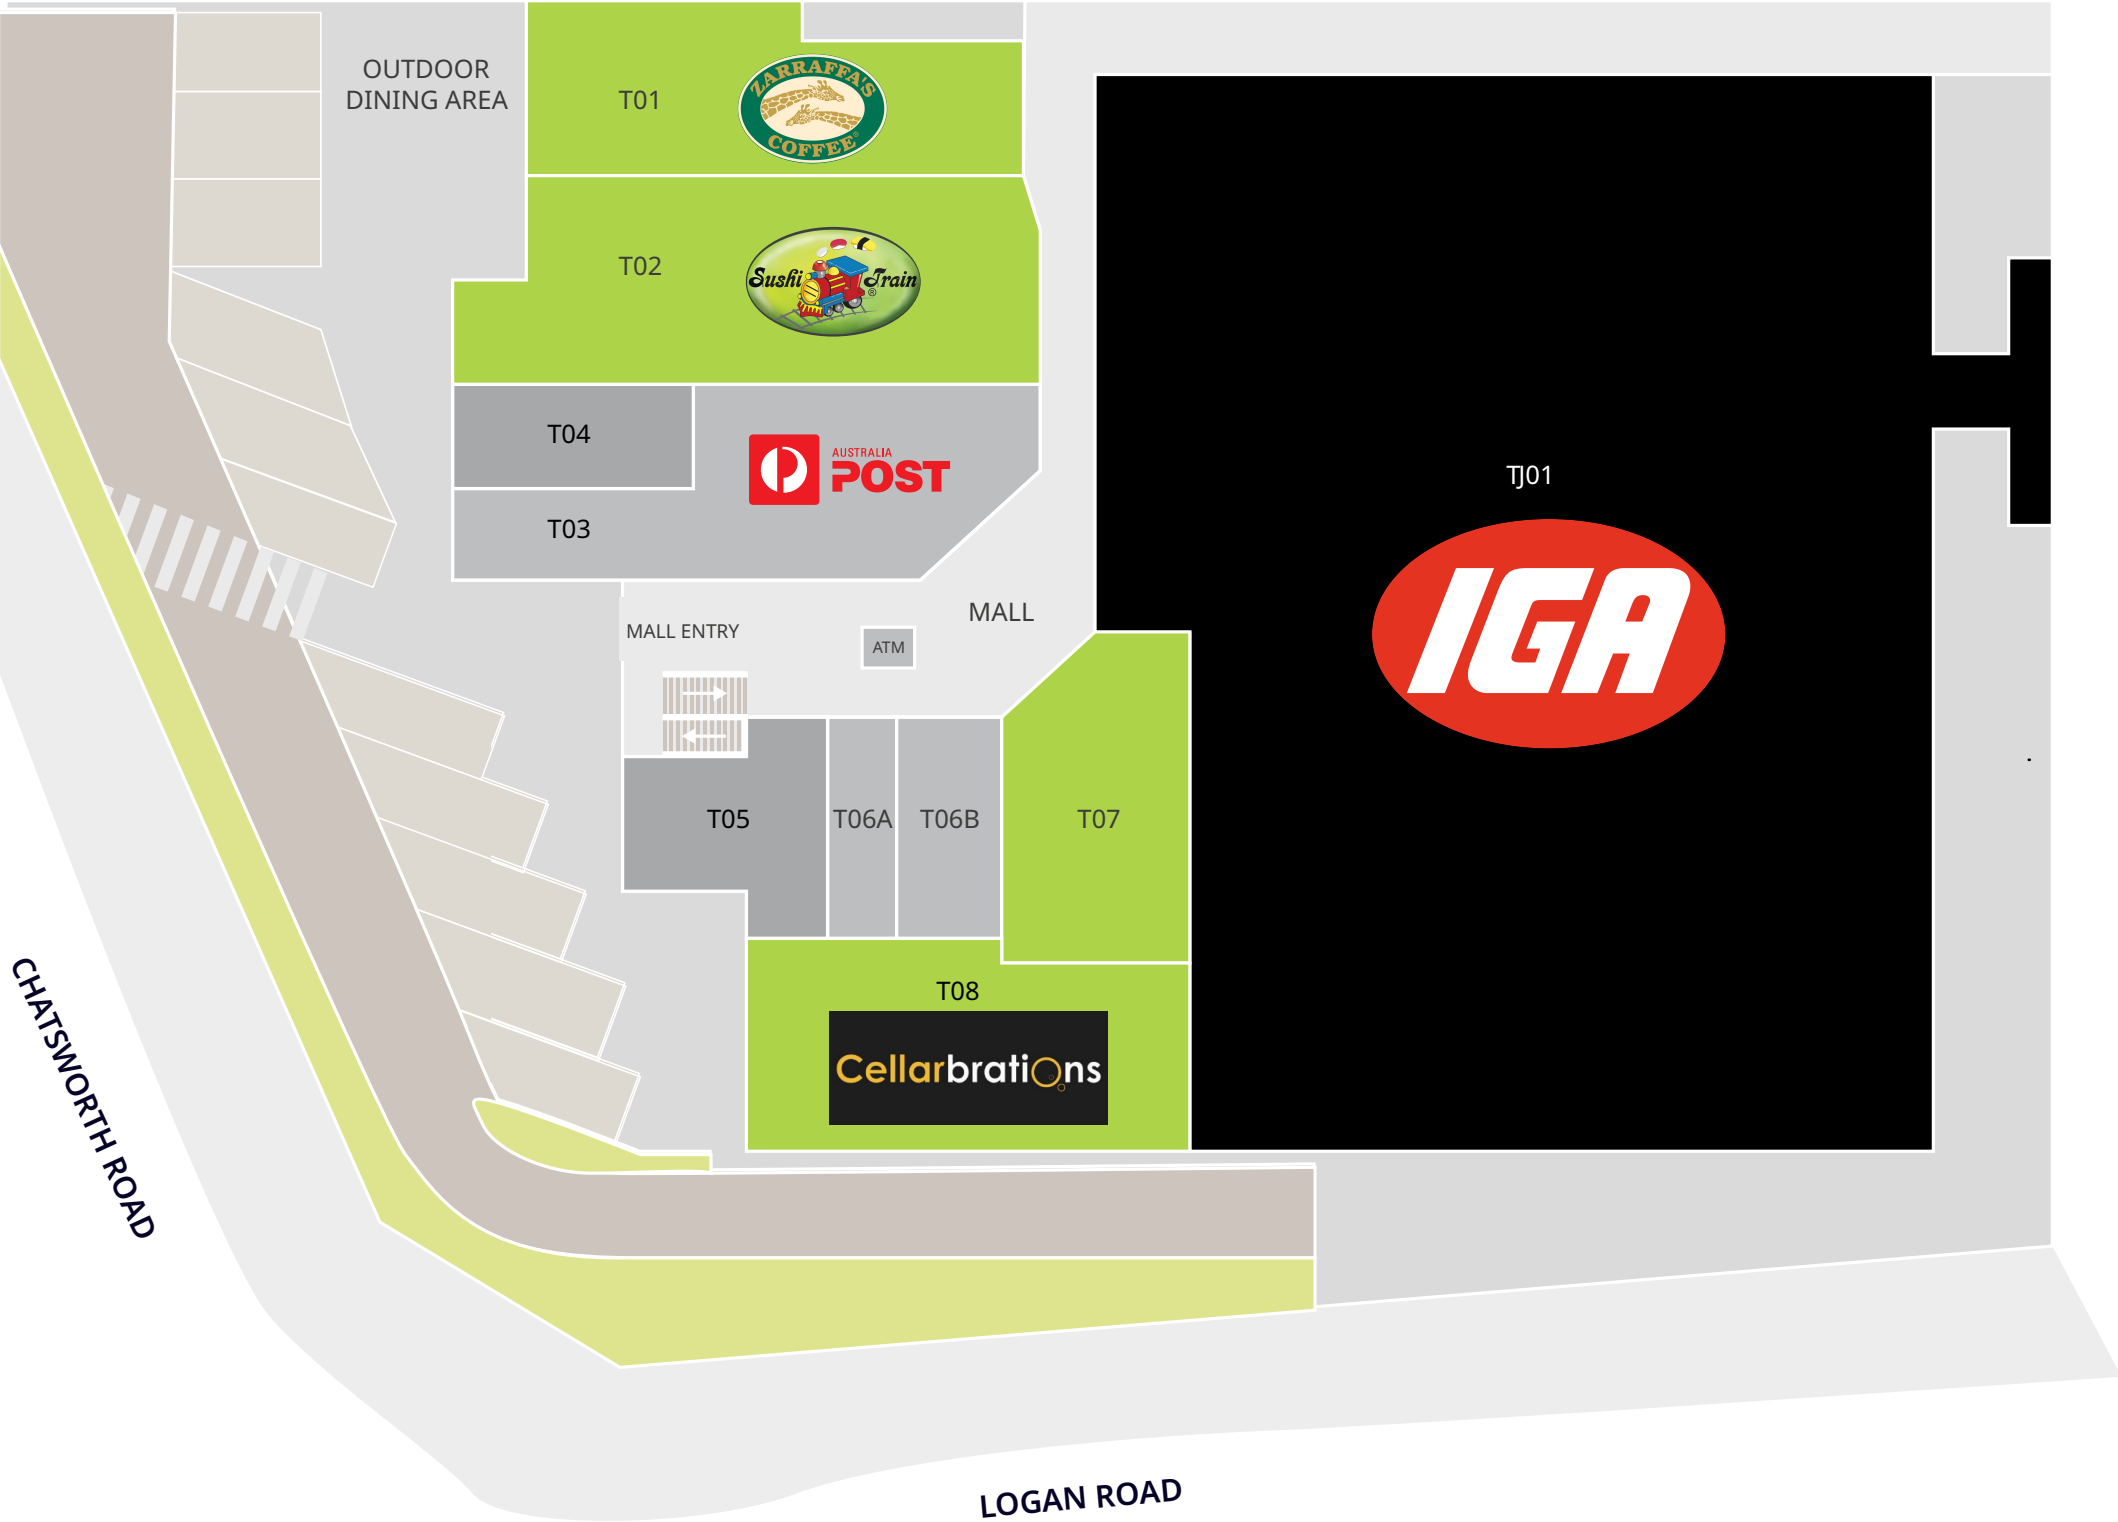 OUTDOOR
DINING AREA
T01
ZARRAFFA'S
COFFEE®
T02
Sushi Train®
T04
AUSTRALIA
POST
T03
TJ01
IGA
MALL
MALL ENTRY
ATM
T05
T06A
T06B
T07
T08
Cellarbrations
CHATSWORTH ROAD
LOGAN ROAD